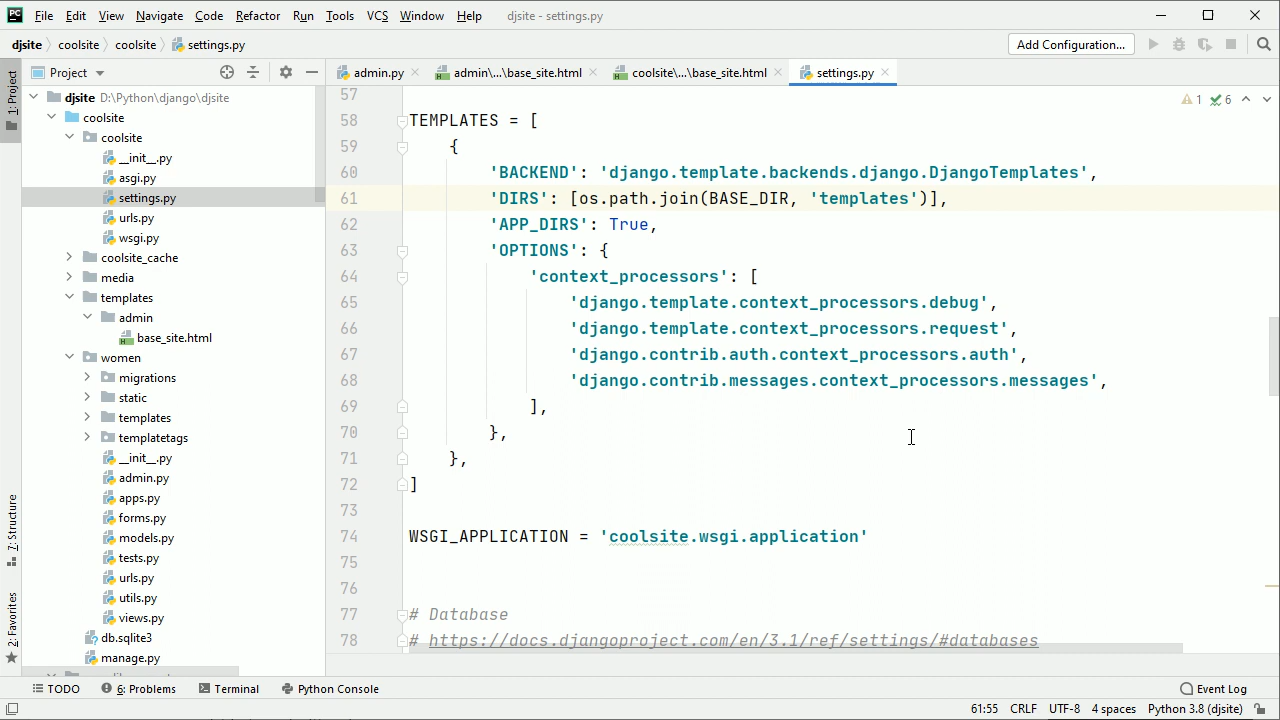 PC File Edit View Navigate Code Refactor Run Tools VCS Window Help djsite - settings.py
djsite coolsite coolsite settings.py Add Configuration...
1: Project
Project
admin.py admin\...\base_site.html coolsite\...\base_site.html settings.py
djsite D:\Python\django\djsite
coolsite
coolsite
__init__.py
asgi.py
settings.py
urls.py
wsgi.py
coolsite_cache
media
templates
admin
base_site.html
women
migrations
static
templates
templatetags
__init__.py
admin.py
apps.py
forms.py
models.py
tests.py
urls.py
utils.py
views.py
db.sqlite3
manage.py
7: Structure
2: Favorites
1 6
57
58 TEMPLATES = [
59 {
60 'BACKEND': 'django.template.backends.django.DjangoTemplates',
61 'DIRS': [os.path.join(BASE_DIR, 'templates')],
62 'APP_DIRS': True,
63 'OPTIONS': {
64 'context_processors': [
65 'django.template.context_processors.debug',
66 'django.template.context_processors.request',
67 'django.contrib.auth.context_processors.auth',
68 'django.contrib.messages.context_processors.messages',
69 ],
70 },
71 },
72 ]
73
74 WSGI_APPLICATION = 'coolsite.wsgi.application'
75
76
77 # Database
78 # https://docs.djangoproject.com/en/3.1/ref/settings/#databases
TODO 6: Problems Terminal Python Console Event Log
61:55 CRLF UTF-8 4 spaces Python 3.8 (djsite)